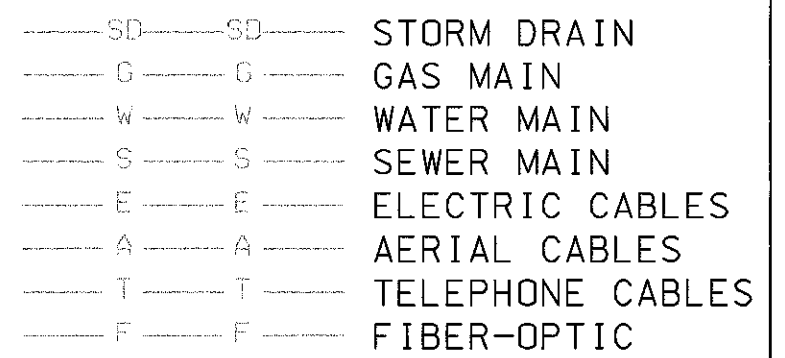 SD SD STORM DRAIN
G G GAS MAIN
W W WATER MAIN
S S SEWER MAIN
E E ELECTRIC CABLES
A A AERIAL CABLES
T T TELEPHONE CABLES
F F FIBER-OPTIC